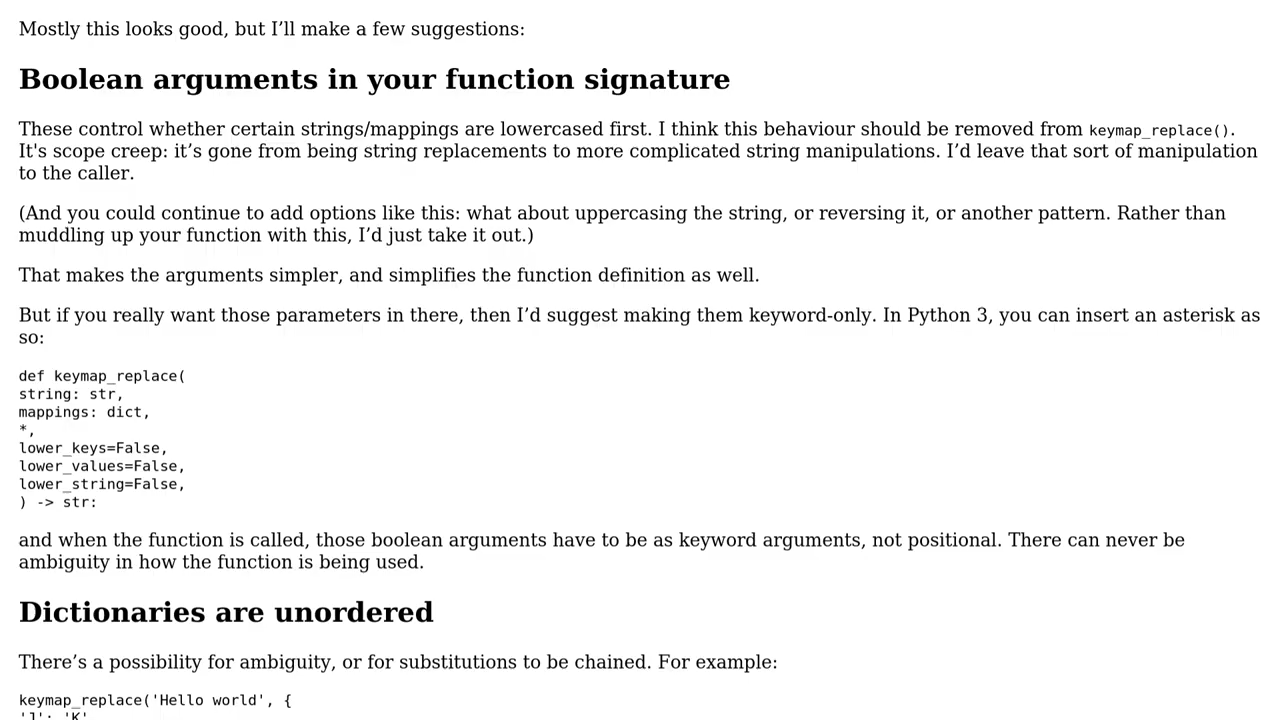 Mostly this looks good, but I’ll make a few suggestions:
Boolean arguments in your function signature
These control whether certain strings/mappings are lowercased first. I think this behaviour should be removed from keymap_replace().
It's scope creep: it’s gone from being string replacements to more complicated string manipulations. I’d leave that sort of manipulation
to the caller.
(And you could continue to add options like this: what about uppercasing the string, or reversing it, or another pattern. Rather than
muddling up your function with this, I’d just take it out.)
That makes the arguments simpler, and simplifies the function definition as well.
But if you really want those parameters in there, then I’d suggest making them keyword-only. In Python 3, you can insert an asterisk as
so:
def keymap_replace(
string: str,
mappings: dict,
*,
lower_keys=False,
lower_values=False,
lower_string=False,
) -> str:
and when the function is called, those boolean arguments have to be as keyword arguments, not positional. There can never be
ambiguity in how the function is being used.
Dictionaries are unordered
There’s a possibility for ambiguity, or for substitutions to be chained. For example:
keymap_replace('Hello world', {
'J': 'K'